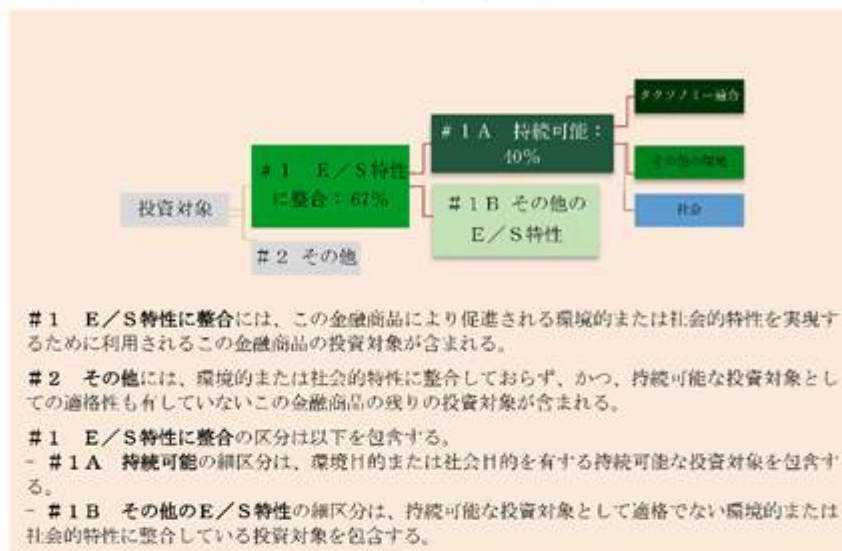 タクソノミー適合
＃１Ａ　持続可能：
40％
＃１　Ｅ／Ｓ特性
に整合：67％
その他の環境
投資対象
＃１Ｂ その他の
Ｅ／Ｓ特性
社会
＃２ その他
＃１　Ｅ／Ｓ特性に整合には、この金融商品により促進される環境的または社会的特性を実現す
るために利用されるこの金融商品の投資対象が含まれる。
＃２　その他には、環境的または社会的特性に整合しておらず、かつ、持続可能な投資対象とし
ての適格性も有していないこの金融商品の残りの投資対象が含まれる。
＃１　Ｅ／Ｓ特性に整合の区分は以下を包含する。
－ ＃１Ａ　持続可能の細区分は、環境目的または社会目的を有する持続可能な投資対象を包含す
る。
－ ＃１Ｂ　その他のＥ／Ｓ特性の細区分は、持続可能な投資対象として適格でない環境的または
社会的特性に整合している投資対象を包含する。